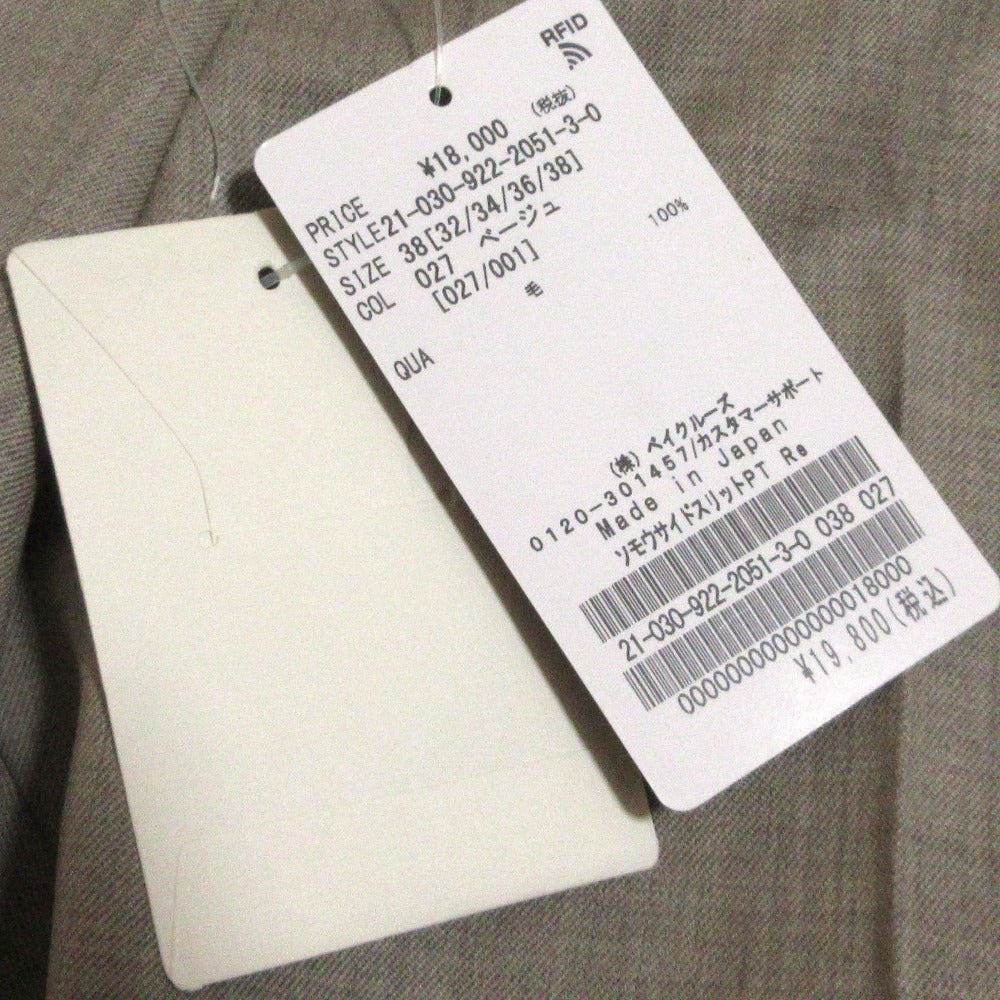 RFID
PRICE ¥18,000 (税抜)
STYLE21-030-922-2051-3-0
SIZE 38[32/34/36/38]
COL 027 ベージュ
[027/001]
毛 100%
QUA
(株) ベイクルーズ
0120-301457/カスタマーサポート
Made in Japan
ソモウサイドスリットPT Re
21-030-922-2051-3-0 038 027
0000000000000018000
¥19,800(税込)